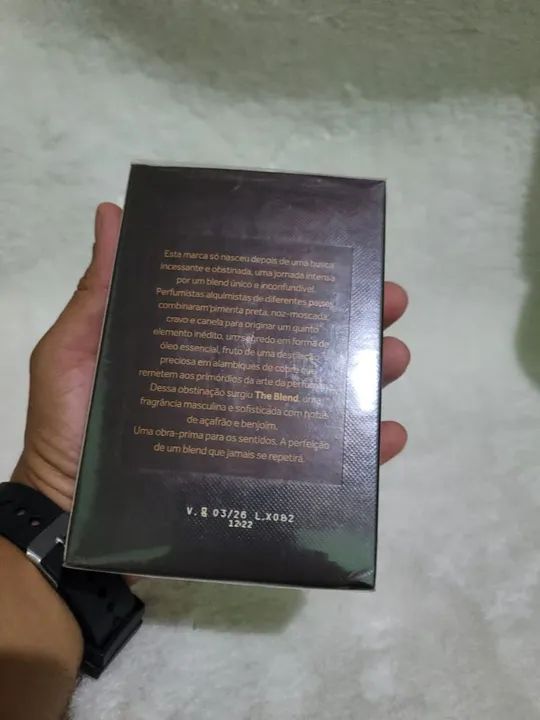 Esta marca só nasceu depois de uma busca
incessante e obstinada, uma jornada intensa
por um blend único e inconfundível.
Perfumistas alquimistas de diferentes países
combinaram pimenta preta, noz-moscada,
cravo e canela para originar um quinto
elemento inédito, um segredo em forma de
óleo essencial, fruto de uma destilação
preciosa em alambiques de cobre que
remetem aos primórdios da arte da perfumaria.
Dessa obstinação surgiu The Blend, uma
fragrância masculina e sofisticada com notas
de açafrão e benjoim.
Uma obra-prima para os sentidos. A perfeição
de um blend que jamais se repetirá.
V. 03/26 L.X082
12:22